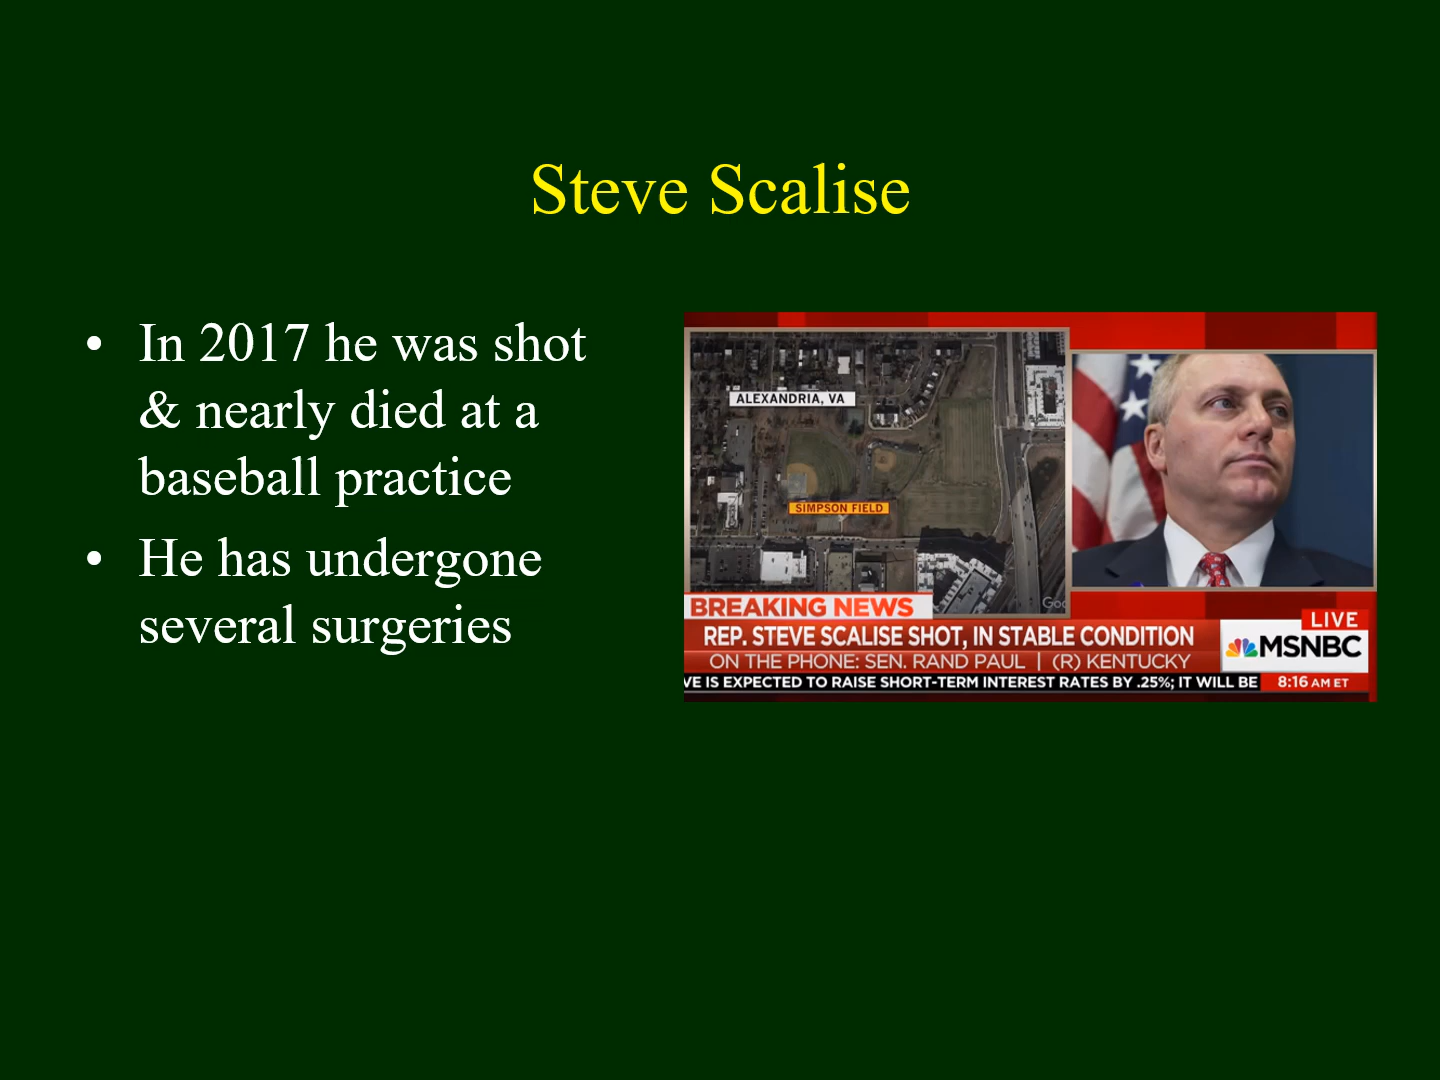 Steve Scalise
• In 2017 he was shot
& nearly died at a
baseball practice
• He has undergone
several surgeries
ALEXANDRIA, VA
SIMPSON FIELD
Goo
BREAKING NEWS
REP. STEVE SCALISE SHOT, IN STABLE CONDITION
ON THE PHONE: SEN. RAND PAUL | (R) KENTUCKY
VE IS EXPECTED TO RAISE SHORT-TERM INTEREST RATES BY .25%; IT WILL BE
LIVE
MSNBC
8:16 AM ET